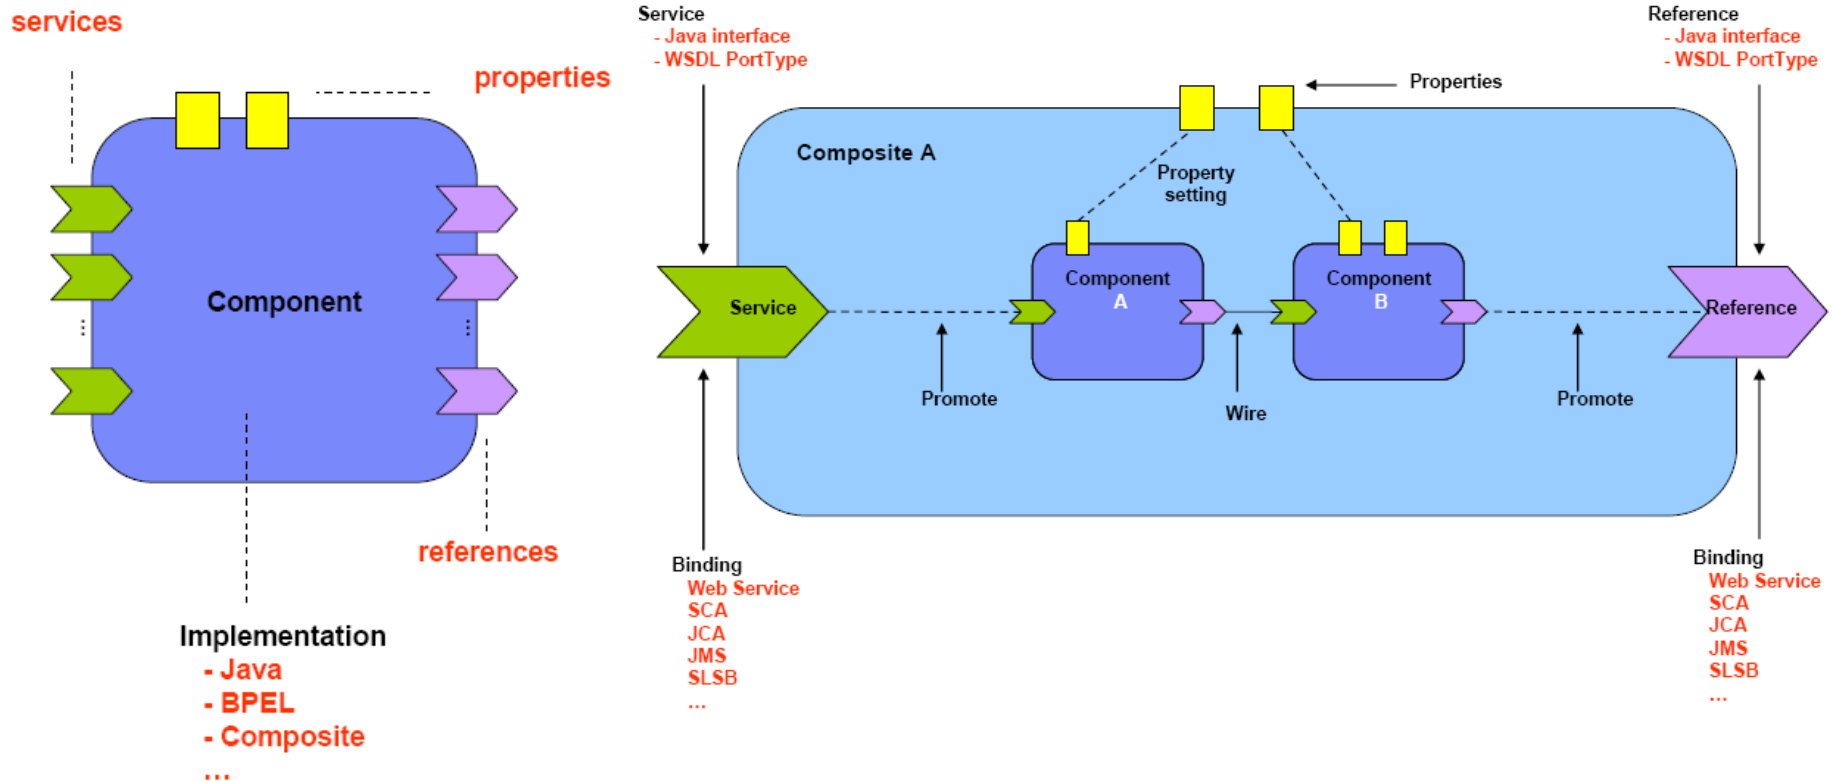 services
properties
Component
...
...
references
Implementation
- Java
- BPEL
- Composite
...
Service
- Java interface
- WSDL PortType
Reference
- Java interface
- WSDL PortType
Properties
Composite A
Property
setting
Component
A
Component
B
Service
Reference
Promote
Wire
Promote
Binding
Web Service
SCA
JCA
JMS
SLSB
...
Binding
Web Service
SCA
JCA
JMS
SLSB
...